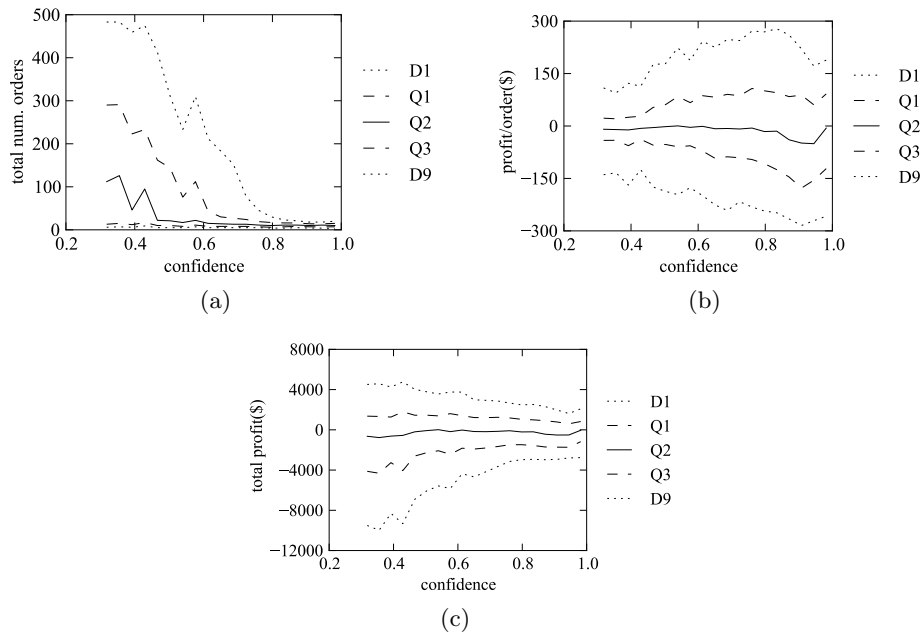 500
400
300
200
100
0
0.2 0.4 0.6 0.8 1.0
total num. orders
confidence
D1
Q1
Q2
Q3
D9
(a)
300
150
0
−150
−300
0.2 0.4 0.6 0.8 1.0
profit/order($)
confidence
D1
Q1
Q2
Q3
D9
(b)
8000
4000
0
−4000
−8000
−12000
0.2 0.4 0.6 0.8 1.0
total profit($)
confidence
D1
Q1
Q2
Q3
D9
(c)